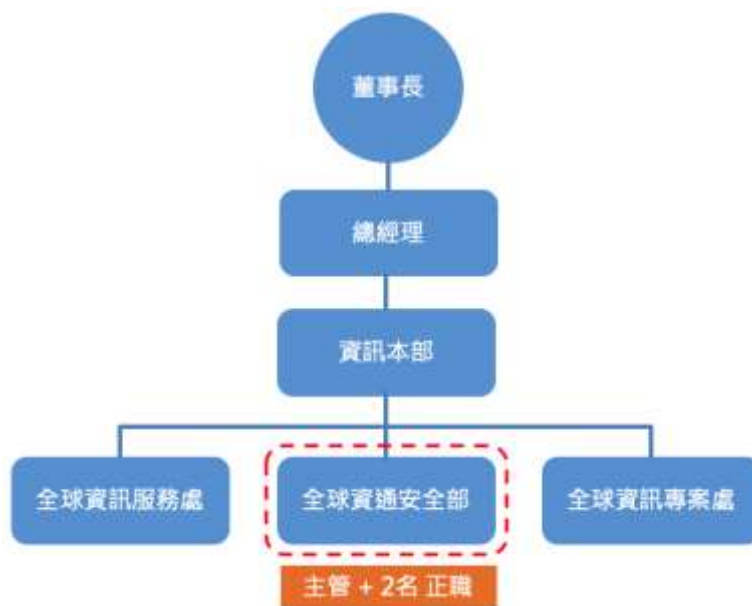 董事長
總經理
資訊本部
全球資訊服務處
全球資通安全部
全球資訊專案處
主管 + 2名 正職